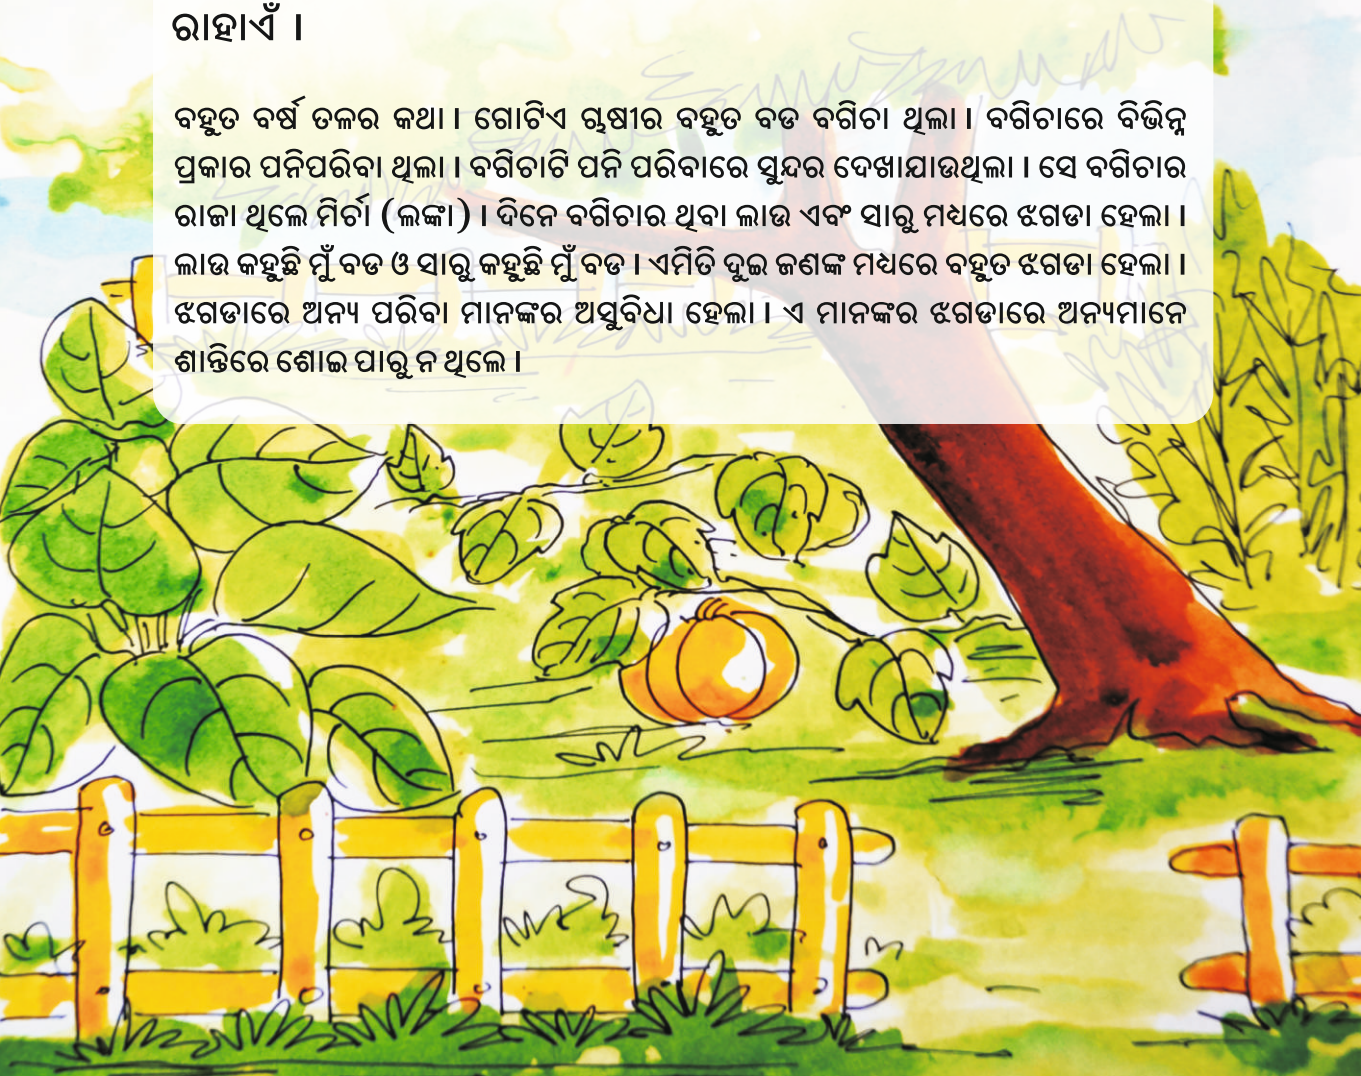 ରାହାଏଁ ।
ବହୁତ ବର୍ଷ ତଳର କଥା । ଗୋଟିଏ ଋଷୀର ବହୁତ ବଡ ବଗିଚା ଥିଲା । ବଗିଚାରେ ବିଭିନ୍ନ
ପ୍ରକାର ପନିପରିବା ଥିଲା । ବଗିଚାଟି ପନି ପରିବାରେ ସୁନ୍ଦର ଦେଖାଯାଉଥିଲା । ସେ ବଗିଚାର
ରାଜା ଥିଲେ ମିର୍ଚା (ଲଙ୍କା) । ଦିନେ ବଗିଚାର ଥିବା ଲାଉ ଏବଂ ସାରୁ ମଧ୍ୟରେ ଝଗଡା ହେଲା ।
ଲାଉ କହୁଛି ମୁଁ ବଡ ଓ ସାରୁ କହୁଛି ମୁଁ ବଡ । ଏମିତି ଦୁଇ ଜଣଙ୍କ ମଧ୍ୟରେ ବହୁତ ଝଗଡା ହେଲା ।
ଝଗଡାରେ ଅନ୍ୟ ପରିବା ମାନଙ୍କର ଅସୁବିଧା ହେଲା । ଏ ମାନଙ୍କର ଝଗଡାରେ ଅନ୍ୟମାନେ
ଶାନ୍ତିରେ ଶୋଇ ପାରୁ ନ ଥିଲେ ।